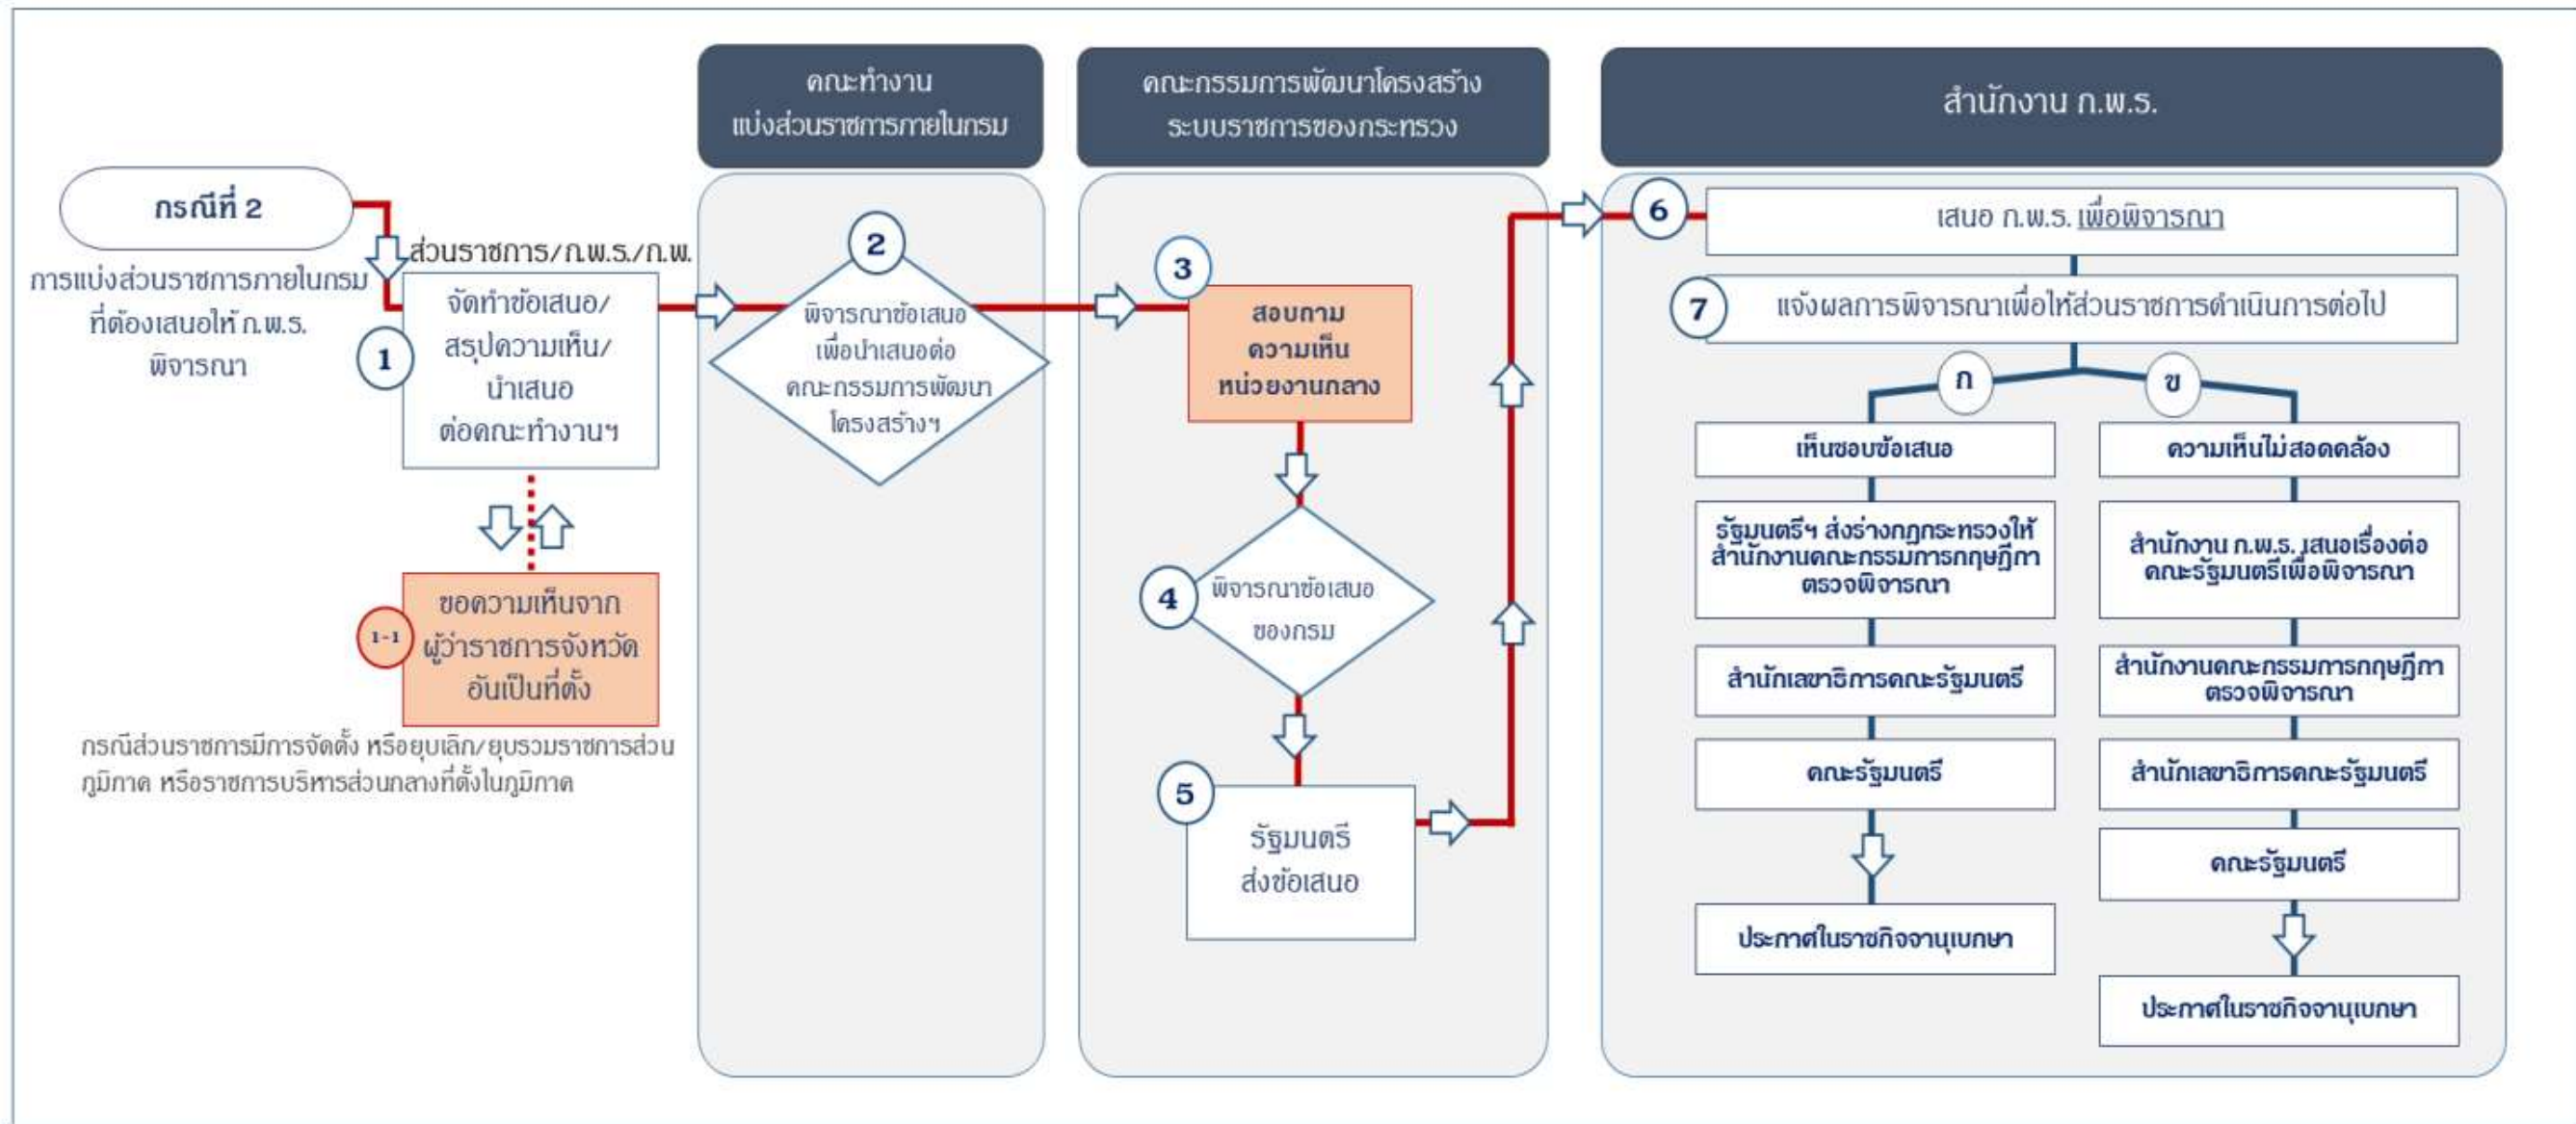 คณะทำงาน
แบ่งส่วนราชการภายในกรม
คณะกรรมการพัฒนาโครงสร้าง
ระบบราชการของกระทรวง
สำนักงาน ก.พ.ร.
กรณีที่ 2
การแบ่งส่วนราชการภายในกรม
ที่ต้องเสนอให้ ก.พ.ร.
พิจารณา
ส่วนราชการ/ก.พ.ร./ก.พ.
1
จัดทำข้อเสนอ/
สรุปความเห็น/
นำเสนอ
ต่อคณะทำงานฯ
1-1
ขอความเห็นจาก
ผู้ว่าราชการจังหวัด
อันเป็นที่ตั้ง
กรณีส่วนราชการมีการจัดตั้ง หรือยุบเลิก/ยุบรวมราชการส่วน
ภูมิภาค หรือราชการบริหารส่วนกลางที่ตั้งในภูมิภาค
2
พิจารณาข้อเสนอ
เพื่อนำเสนอต่อ
คณะกรรมการพัฒนา
โครงสร้างฯ
3
สอบถาม
ความเห็น
หน่วยงานกลาง
4
พิจารณาข้อเสนอ
ของกรม
5
รัฐมนตรี
ส่งข้อเสนอ
6
เสนอ ก.พ.ร. เพื่อพิจารณา
7
แจ้งผลการพิจารณาเพื่อให้ส่วนราชการดำเนินการต่อไป
ก
เห็นชอบข้อเสนอ
รัฐมนตรีฯ ส่งร่างกฎกระทรวงให้
สำนักงานคณะกรรมการกฤษฎีกา
ตรวจพิจารณา
สำนักเลขาธิการคณะรัฐมนตรี
คณะรัฐมนตรี
ประกาศในราชกิจจานุเบกษา
ข
ความเห็นไม่สอดคล้อง
สำนักงาน ก.พ.ร. เสนอเรื่องต่อ
คณะรัฐมนตรีเพื่อพิจารณา
สำนักงานคณะกรรมการกฤษฎีกา
ตรวจพิจารณา
สำนักเลขาธิการคณะรัฐมนตรี
คณะรัฐมนตรี
ประกาศในราชกิจจานุเบกษา